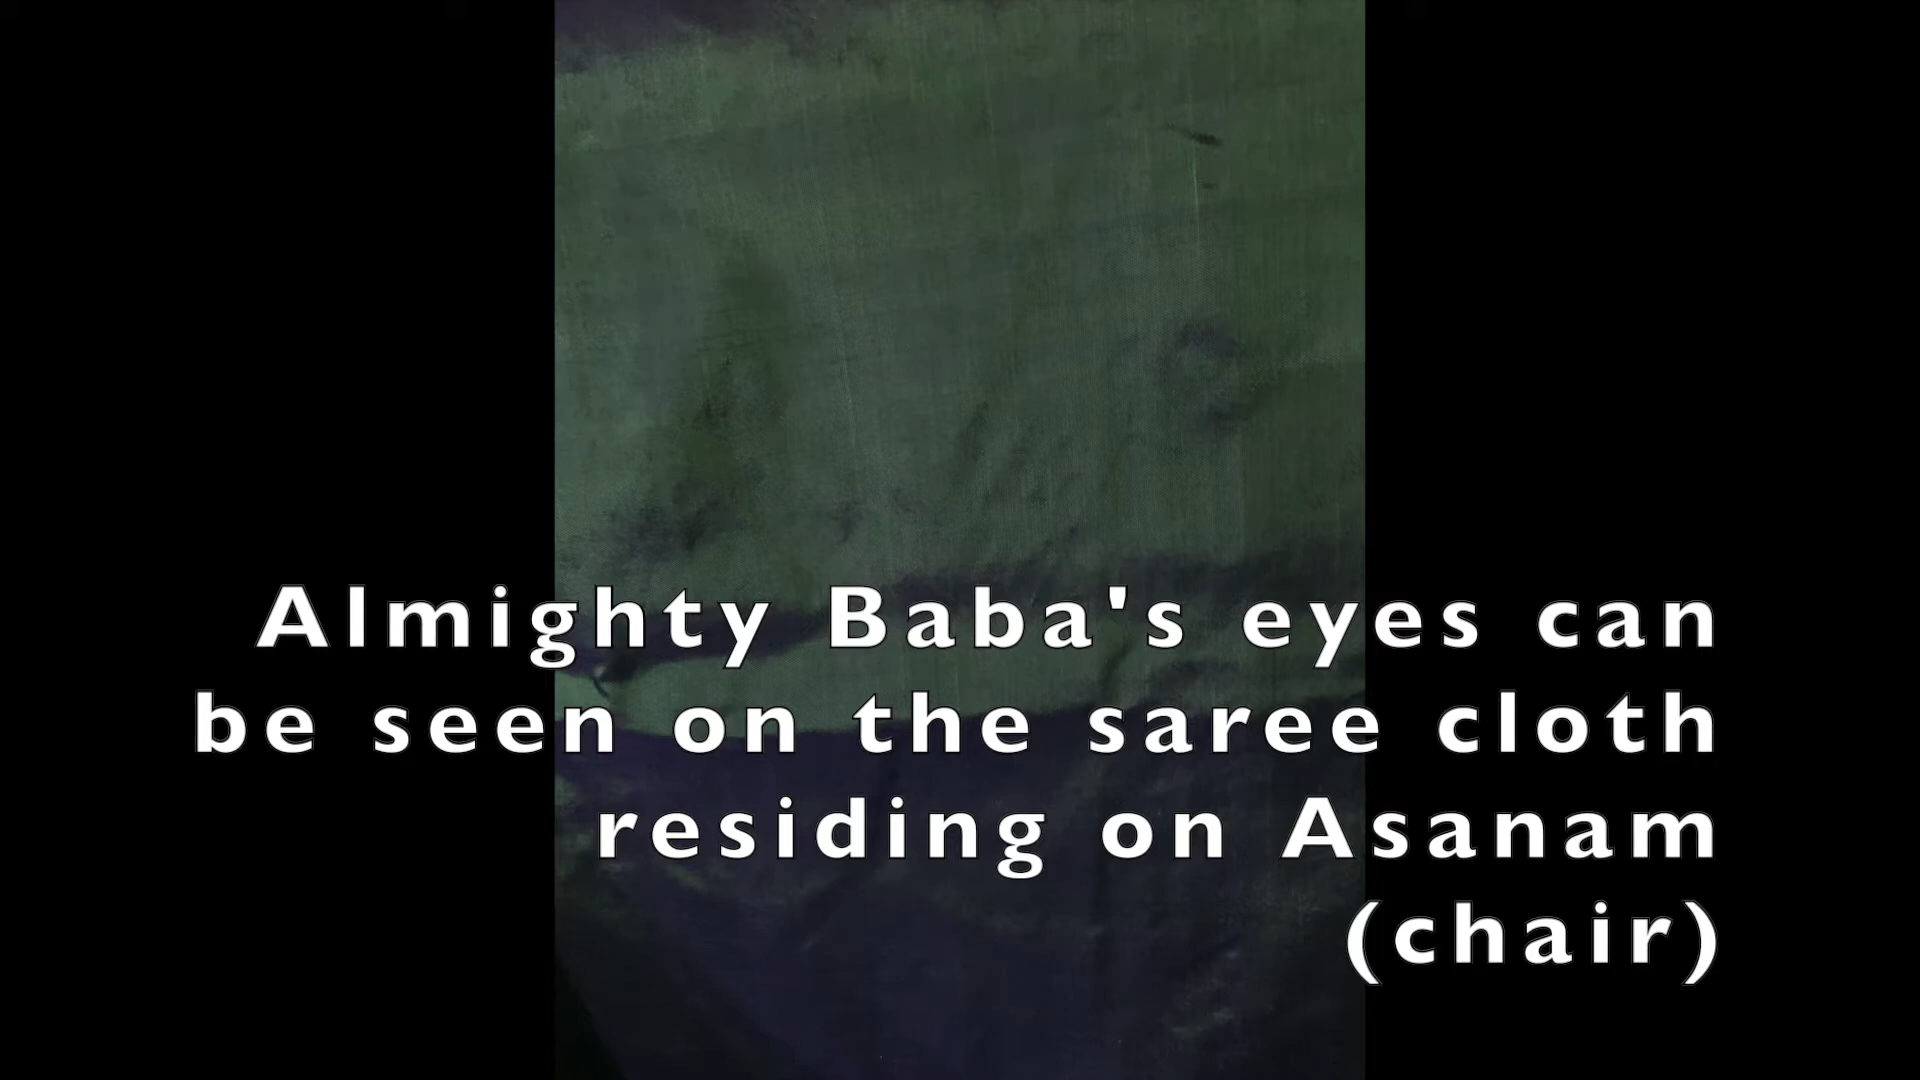 Almighty Baba's eyes can
be seen on the saree cloth
residing on Asanam
(chair)